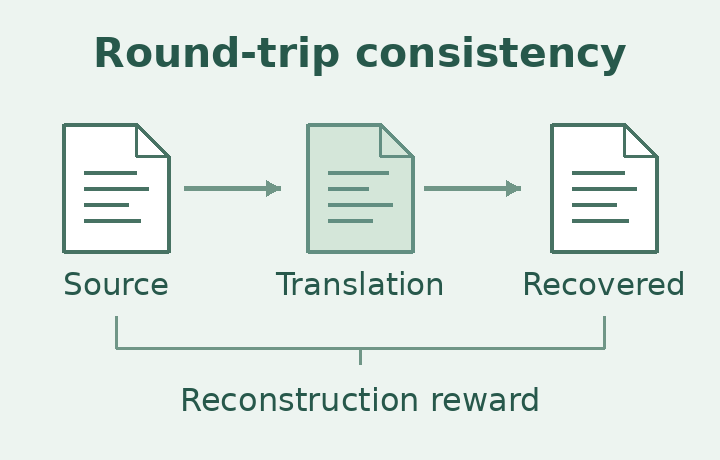 Round-trip consistency
Source
Translation
Recovered
Reconstruction reward